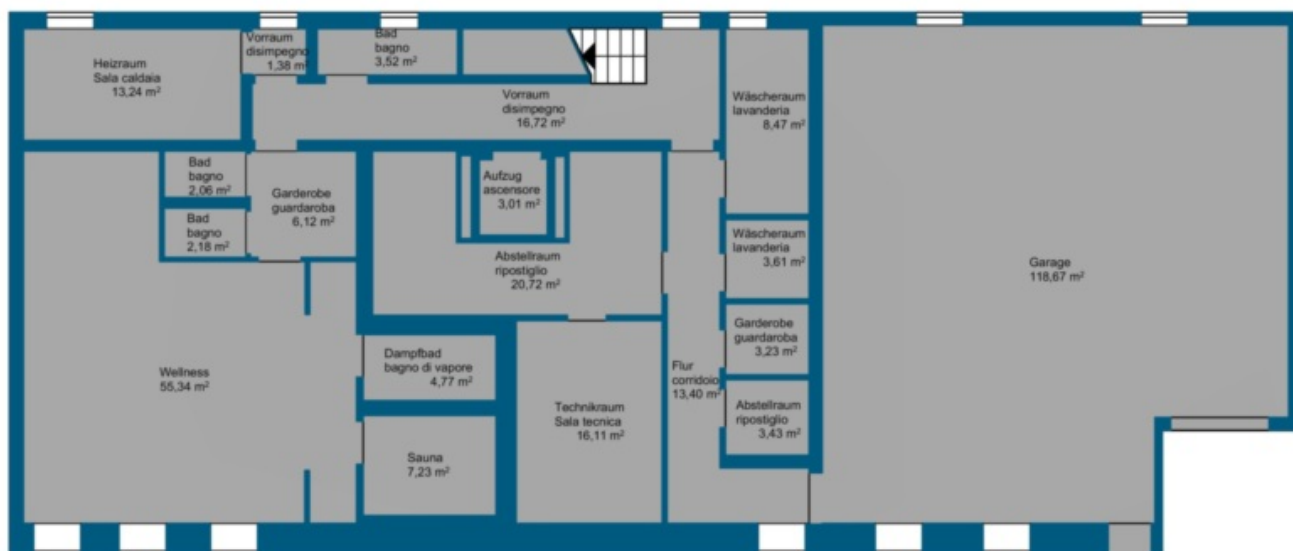 Heizraum
Sala caldaia
13,24 m²
Vorraum
disimpegno
1,38 m²
Bad
bagno
3,52 m²
Vorraum
disimpegno
16,72 m²
Wäscheraum
lavanderia
8,47 m²
Bad
bagno
2,06 m²
Bad
bagno
2,18 m²
Garderobe
guardaroba
6,12 m²
Aufzug
ascensore
3,01 m²
Abstellraum
ripostiglio
20,72 m²
Wäscheraum
lavanderia
3,61 m²
Garage
118,67 m²
Garderobe
guardaroba
3,23 m²
Wellness
55,34 m²
Dampfbad
bagno di vapore
4,77 m²
Flur
corridoio
13,40 m²
Technikraum
Sala tecnica
16,11 m²
Abstellraum
ripostiglio
3,43 m²
Sauna
7,23 m²